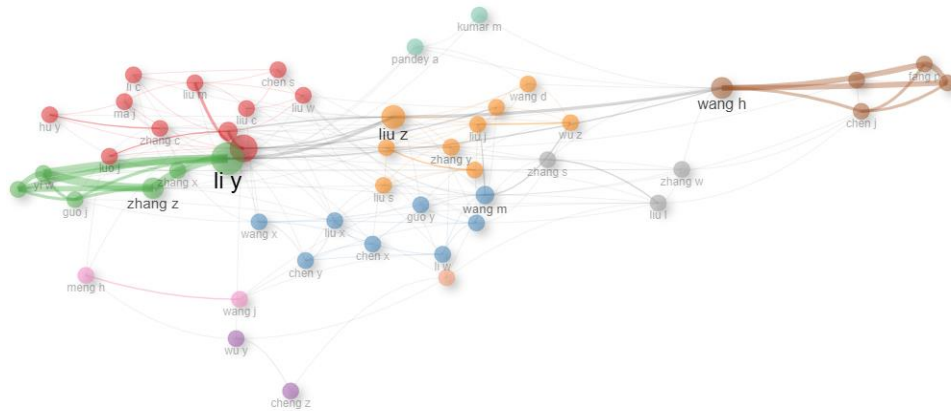 kumar m
pandey a
li c
chen s
liu m
ma j
liu w
liu c
hu y
zhang c
luo j
wang d
liu z
liu j
wu z
wang h
chen j
zhang y
zhang s
zhang w
yi w
zhang x
li y
guo j
zhang z
liu s
wang m
guo y
liu l
wang x
liu x
chen x
chen y
li w
meng h
wang j
wu y
cheng z